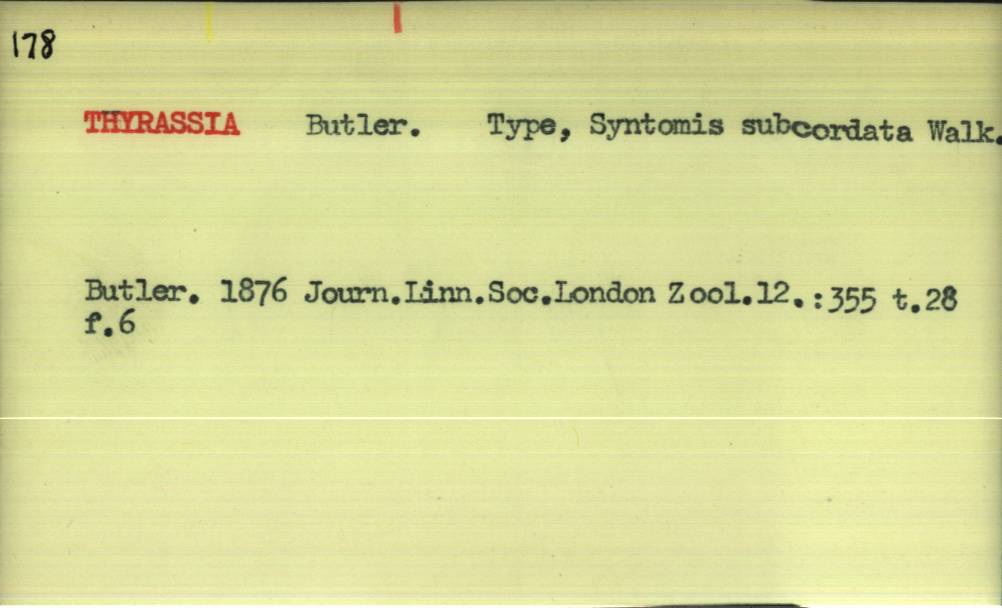 178
THYRASSIA Butler. Type, Syntomis subcordata Walk.
Butler. 1876 Journ.Linn.Soc.London Zool.12.:355 t.28
f.6